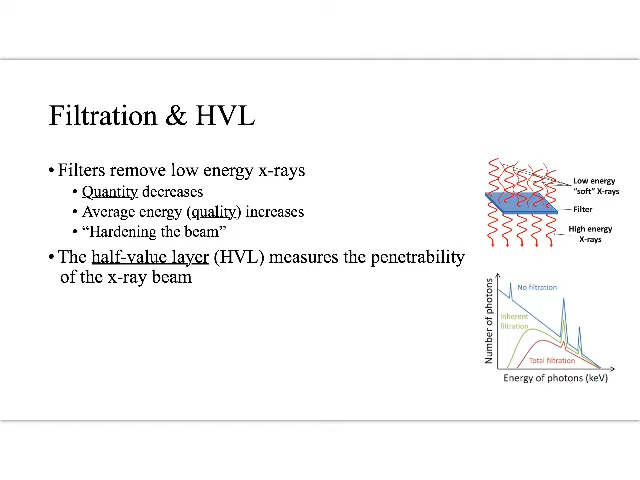 Filtration & HVL
• Filters remove low energy x-rays
• Quantity decreases
• Average energy (quality) increases
• “Hardening the beam”
• The half-value layer (HVL) measures the penetrability
of the x-ray beam
Low energy
“soft” X-rays
Filter
High energy
X-rays
Number of photons
No filtration
Inherent
filtration
Total filtration
Energy of photons (keV)